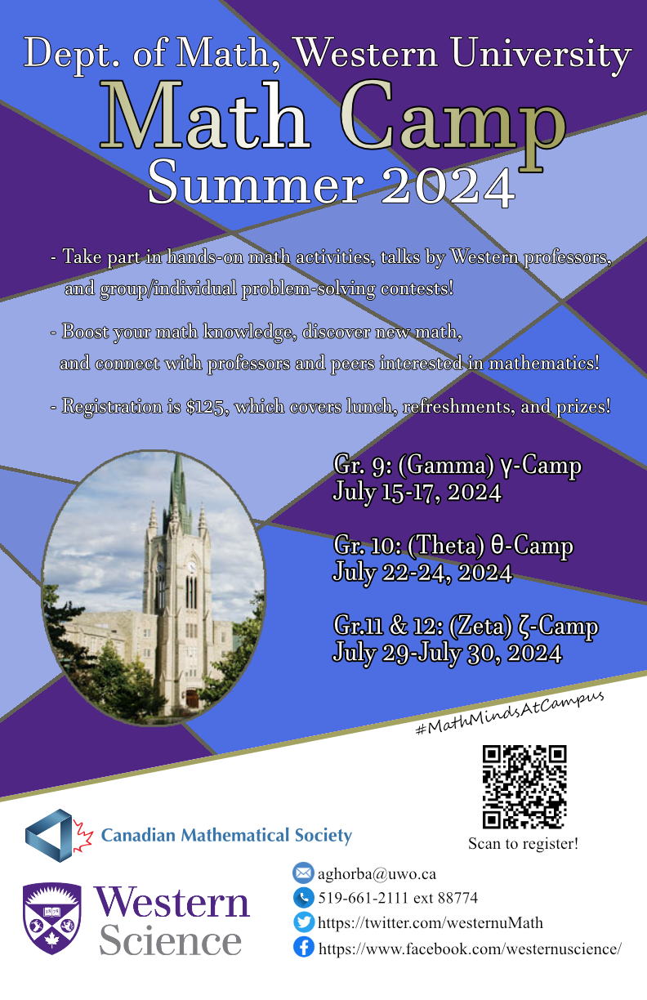 Dept. of Math, Western University
Math Camp
Summer 2024
- Take part in hands-on math activities, talks by Western professors,
and group/individual problem-solving contests!
- Boost your math knowledge, discover new math,
and connect with professors and peers interested in mathematics!
- Registration is $125, which covers lunch, refreshments, and prizes!
Gr. 9: (Gamma) γ-Camp
July 15-17, 2024
Gr. 10: (Theta) θ-Camp
July 22-24, 2024
Gr.11 & 12: (Zeta) ζ-Camp
July 29-July 30, 2024
#MathMindsAtCampus
Scan to register!
Canadian Mathematical Society
aghorba@uwo.ca
519-661-2111 ext 88774
https://twitter.com/westernuMath
https://www.facebook.com/westernuscience/
1878
Western
Science